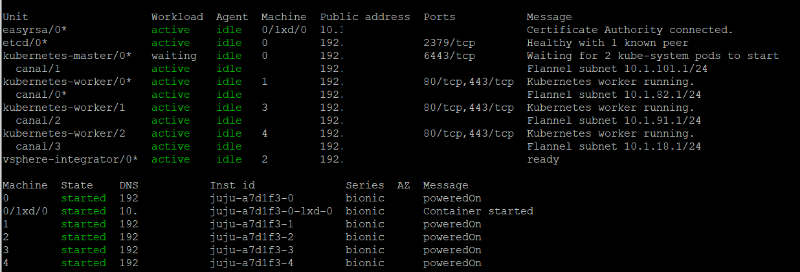 Unit Workload Agent Machine Public address Ports Message
easyrsa/0* active idle 0/lxd/0 10. Certificate Authority connected.
etcd/0* active idle 0 192. 2379/tcp Healthy with 1 known peer
kubernetes-master/0* waiting idle 0 192. 6443/tcp Waiting for 2 kube-system pods to start
canal/1 active idle 192. Flannel subnet 10.1.101.1/24
kubernetes-worker/0* active idle 1 192. 80/tcp,443/tcp Kubernetes worker running.
canal/0* active idle 192. Flannel subnet 10.1.82.1/24
kubernetes-worker/1 active idle 3 192. 80/tcp,443/tcp Kubernetes worker running.
canal/2 active idle 192. Flannel subnet 10.1.91.1/24
kubernetes-worker/2 active idle 4 192. 80/tcp,443/tcp Kubernetes worker running.
canal/3 active idle 192. Flannel subnet 10.1.18.1/24
vsphere-integrator/0* active idle 2 192. ready
Machine State DNS Inst id Series AZ Message
0 started 192 juju-a7d1f3-0 bionic poweredOn
0/lxd/0 started 10. juju-a7d1f3-0-lxd-0 bionic Container started
1 started 192 juju-a7d1f3-1 bionic poweredOn
2 started 192 juju-a7d1f3-2 bionic poweredOn
3 started 192 juju-a7d1f3-3 bionic poweredOn
4 started 192 juju-a7d1f3-4 bionic poweredOn